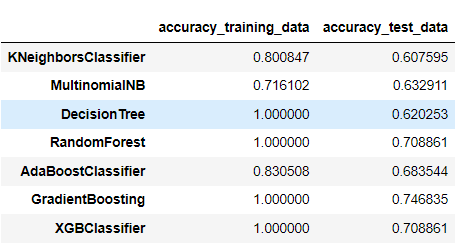 accuracy_training_data accuracy_test_data
KNeighborsClassifier 0.800847 0.607595
MultinomialNB 0.716102 0.632911
DecisionTree 1.000000 0.620253
RandomForest 1.000000 0.708861
AdaBoostClassifier 0.830508 0.683544
GradientBoosting 1.000000 0.746835
XGBClassifier 1.000000 0.708861